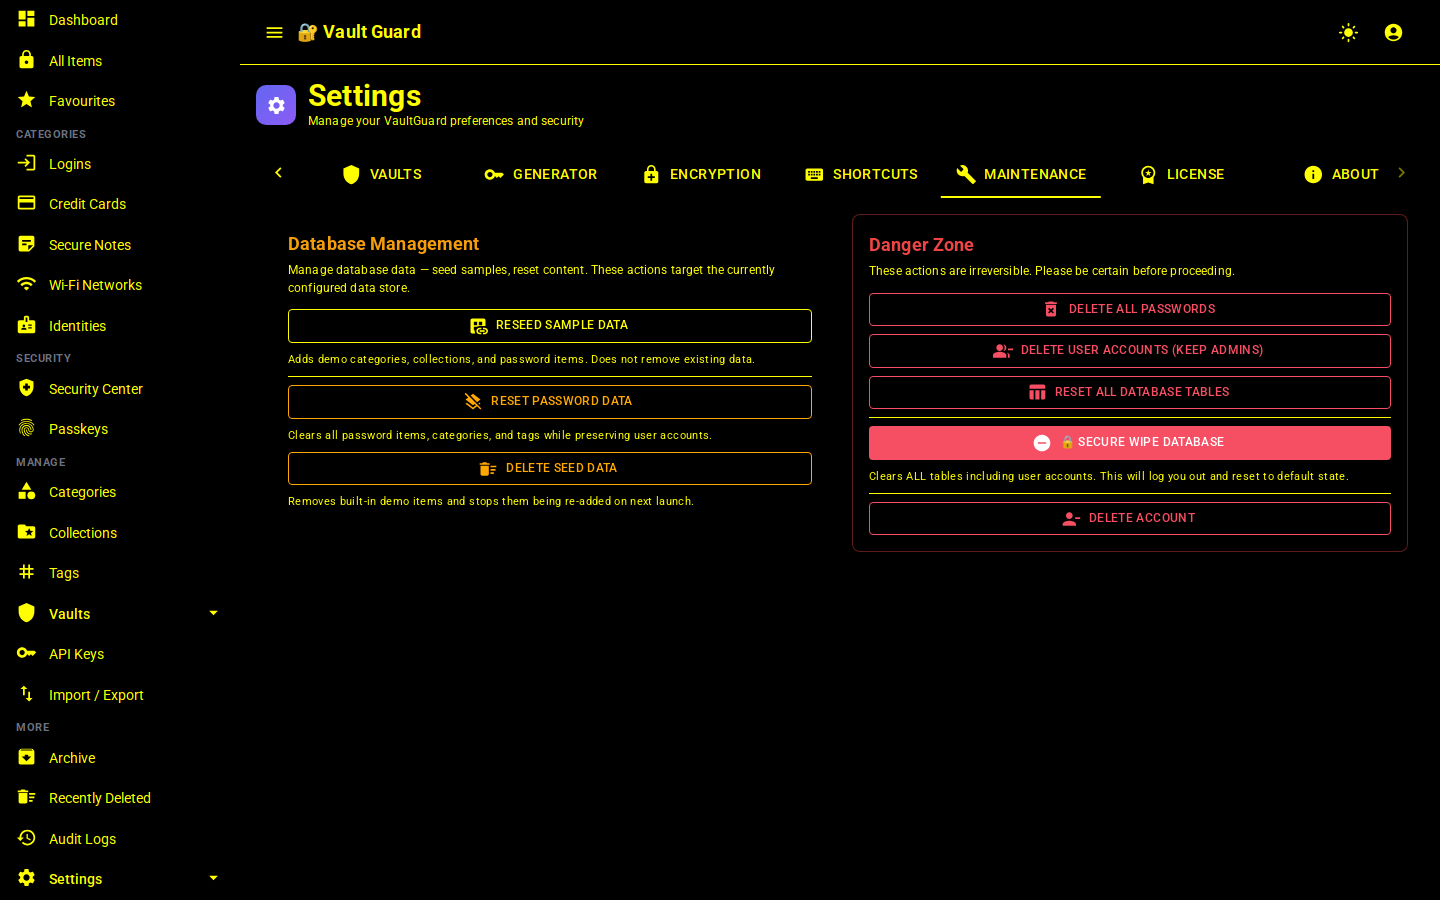 Dashboard
All Items
Favourites
CATEGORIES
Logins
Credit Cards
Secure Notes
Wi-Fi Networks
Identities
SECURITY
Security Center
Passkeys
MANAGE
Categories
Collections
Tags
Vaults
API Keys
Import / Export
MORE
Archive
Recently Deleted
Audit Logs
Settings
🔐 Vault Guard
Settings
Manage your VaultGuard preferences and security
VAULTS
GENERATOR
ENCRYPTION
SHORTCUTS
MAINTENANCE
LICENSE
ABOUT
Database Management
Manage database data — seed samples, reset content. These actions target the currently
configured data store.
RESEED SAMPLE DATA
Adds demo categories, collections, and password items. Does not remove existing data.
RESET PASSWORD DATA
Clears all password items, categories, and tags while preserving user accounts.
DELETE SEED DATA
Removes built-in demo items and stops them being re-added on next launch.
Danger Zone
These actions are irreversible. Please be certain before proceeding.
DELETE ALL PASSWORDS
DELETE USER ACCOUNTS (KEEP ADMINS)
RESET ALL DATABASE TABLES
🔒 SECURE WIPE DATABASE
Clears ALL tables including user accounts. This will log you out and reset to default state.
DELETE ACCOUNT